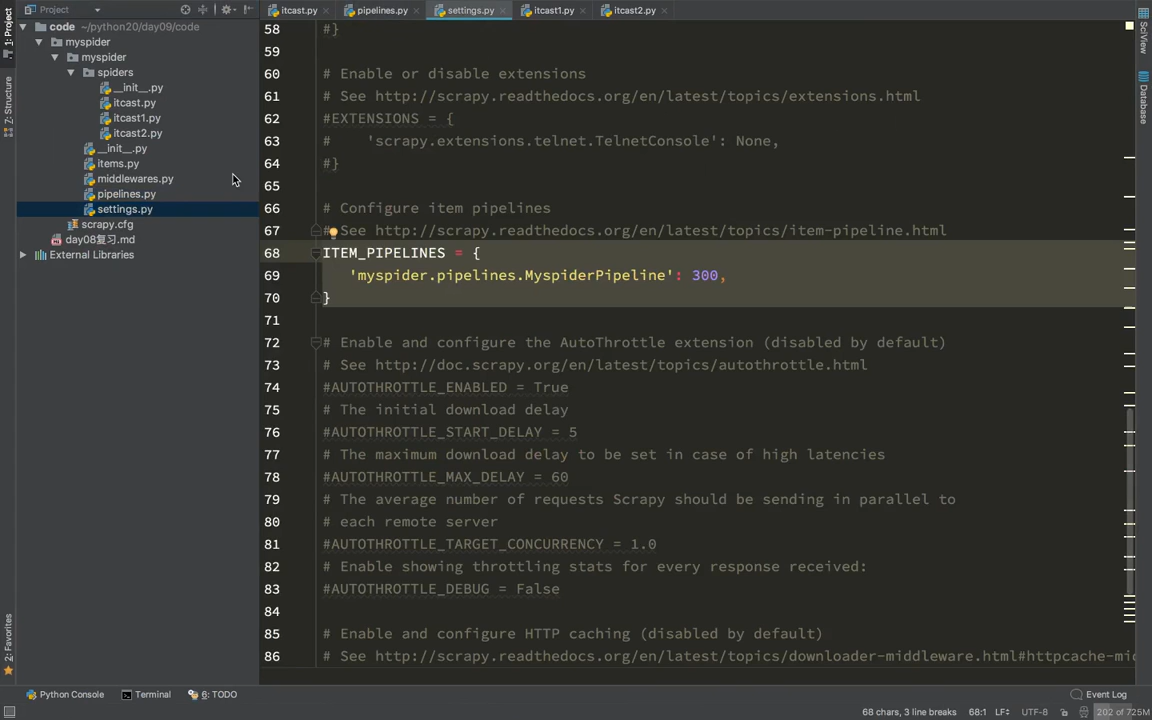 Project
itcast.py
pipelines.py
settings.py
itcast1.py
itcast2.py
1: Project
Z: Structure
2: Favorites
code ~/python20/day09/code
myspider
myspider
spiders
__init__.py
itcast.py
itcast1.py
itcast2.py
__init__.py
items.py
middlewares.py
pipelines.py
settings.py
scrapy.cfg
day08复习.md
External Libraries
58 #}
59
60 # Enable or disable extensions
61 # See http://scrapy.readthedocs.org/en/latest/topics/extensions.html
62 #EXTENSIONS = {
63 #    'scrapy.extensions.telnet.TelnetConsole': None,
64 #}
65
66 # Configure item pipelines
67 # See http://scrapy.readthedocs.org/en/latest/topics/item-pipeline.html
68 ITEM_PIPELINES = {
69    'myspider.pipelines.MyspiderPipeline': 300,
70 }
71
72 # Enable and configure the AutoThrottle extension (disabled by default)
73 # See http://doc.scrapy.org/en/latest/topics/autothrottle.html
74 #AUTOTHROTTLE_ENABLED = True
75 # The initial download delay
76 #AUTOTHROTTLE_START_DELAY = 5
77 # The maximum download delay to be set in case of high latencies
78 #AUTOTHROTTLE_MAX_DELAY = 60
79 # The average number of requests Scrapy should be sending in parallel to
80 # each remote server
81 #AUTOTHROTTLE_TARGET_CONCURRENCY = 1.0
82 # Enable showing throttling stats for every response received:
83 #AUTOTHROTTLE_DEBUG = False
84
85 # Enable and configure HTTP caching (disabled by default)
86 # See http://scrapy.readthedocs.org/en/latest/topics/downloader-middleware.html#httpcache-mi
SciView
Database
Python Console
Terminal
6: TODO
Event Log
68 chars, 3 line breaks
68:1
LF÷
UTF-8
202 of 725M